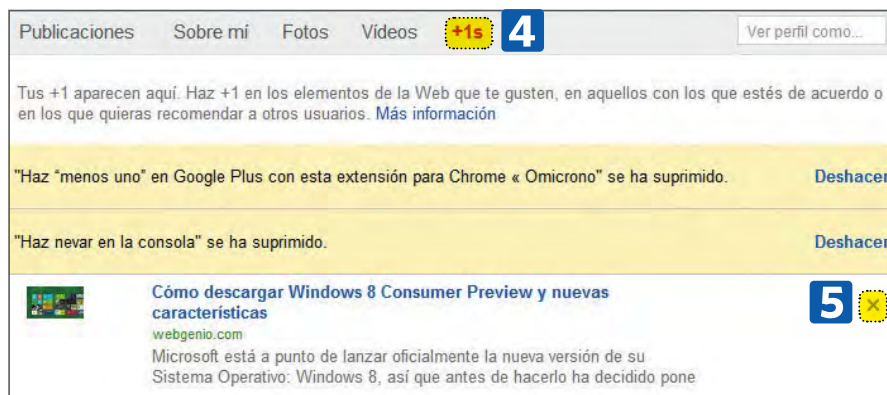 Publicaciones Sobre mí Fotos Vídeos +1s 4 Ver perfil como...
Tus +1 aparecen aquí. Haz +1 en los elementos de la Web que te gusten, en aquellos con los que estés de acuerdo o
en los que quieras recomendar a otros usuarios. Más información
"Haz “menos uno” en Google Plus con esta extensión para Chrome « Omicrono" se ha suprimido. Deshacer
"Haz nevar en la consola" se ha suprimido. Deshacer
Cómo descargar Windows 8 Consumer Preview y nuevas
características
5 ×
webgenio.com
Microsoft está a punto de lanzar oficialmente la nueva versión de su
Sistema Operativo: Windows 8, así que antes de hacerlo ha decidido pone